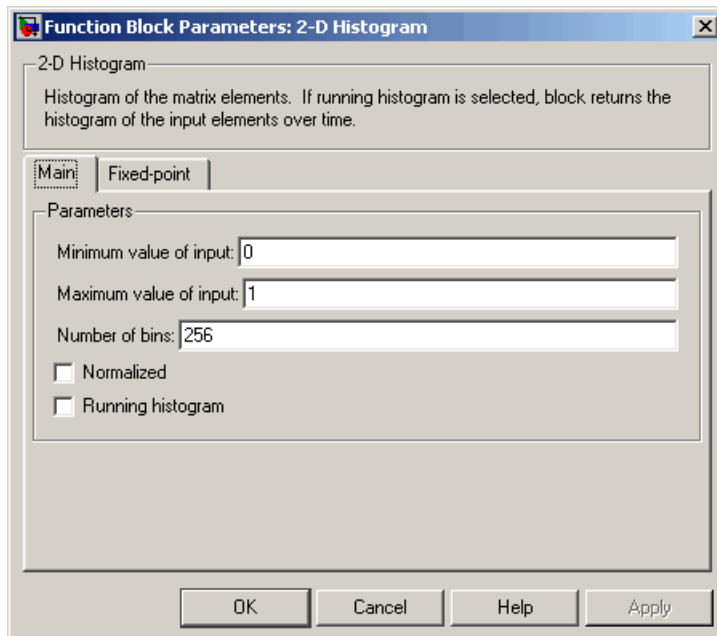 Function Block Parameters: 2-D Histogram
2-D Histogram
Histogram of the matrix elements.  If running histogram is selected, block returns the
histogram of the input elements over time.
Main Fixed-point
Parameters
Minimum value of input: 0
Maximum value of input: 1
Number of bins: 256
Normalized
Running histogram
OK Cancel Help Apply